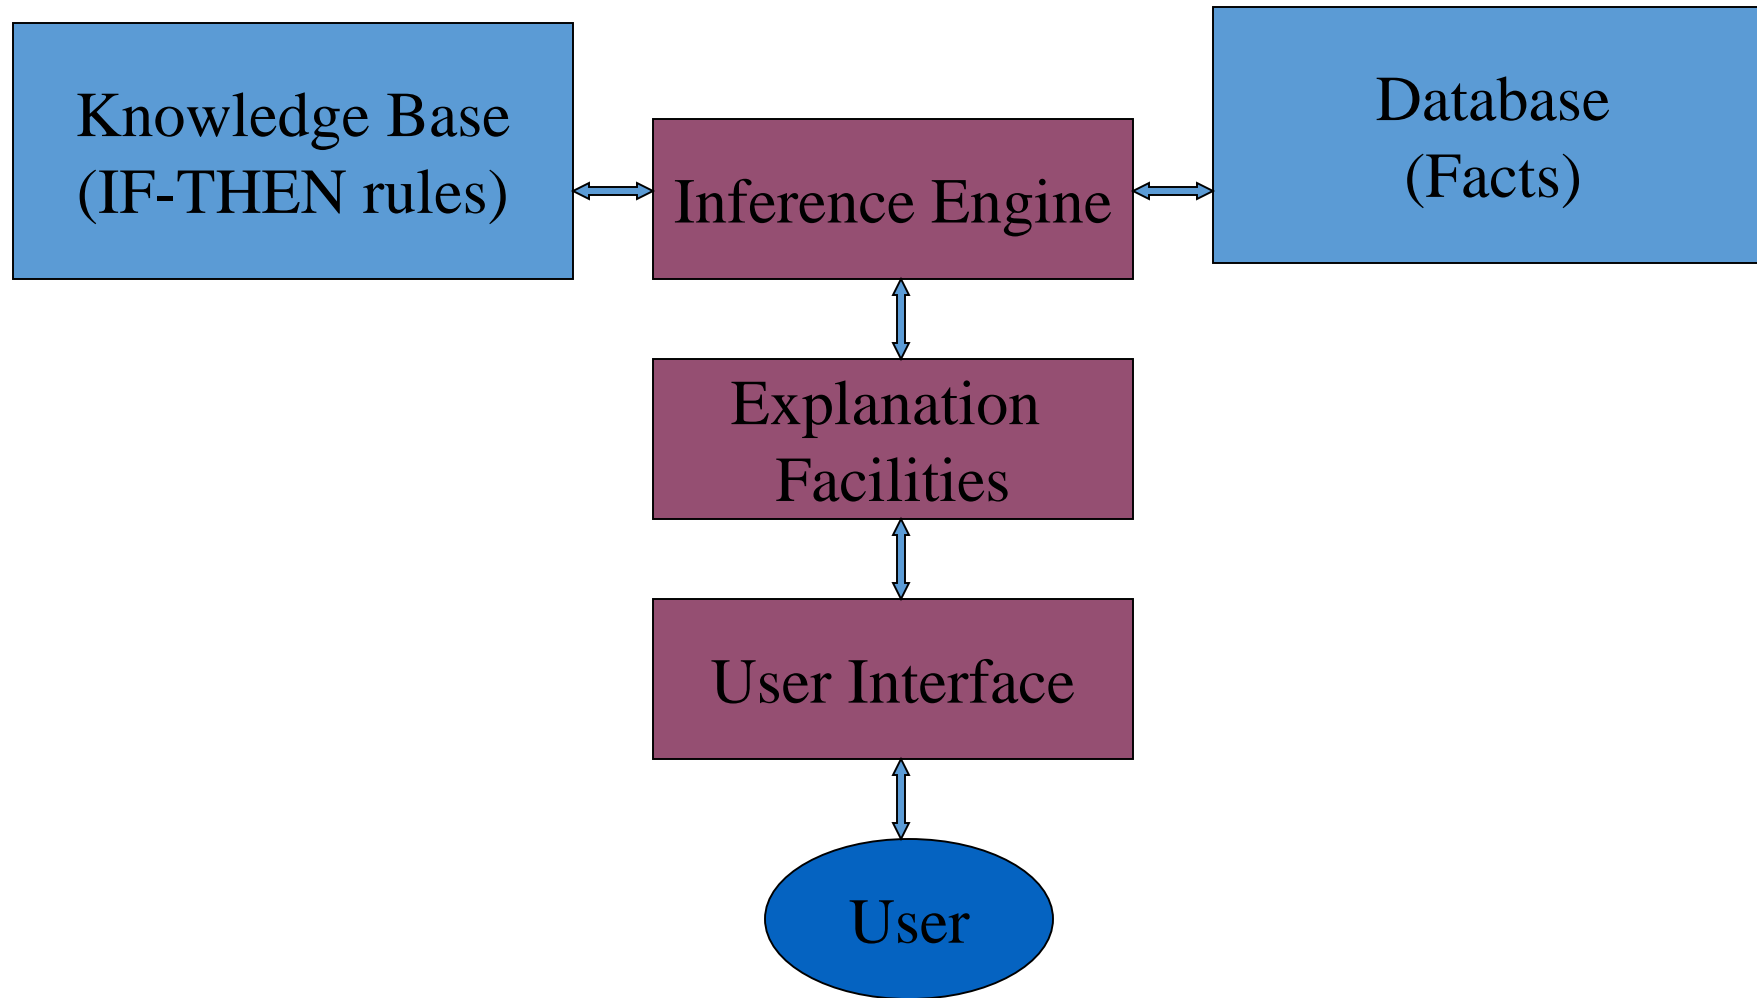 Knowledge Base
(IF-THEN rules)
Inference Engine
Database
(Facts)
Explanation
Facilities
User Interface
User